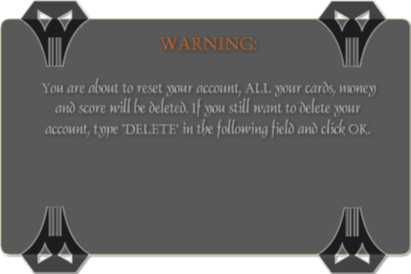 WARNING:
You are about to reset your account, ALL your cards, money
and score will be deleted. If you still want to delete your
account, type "DELETE" in the following field and click OK.